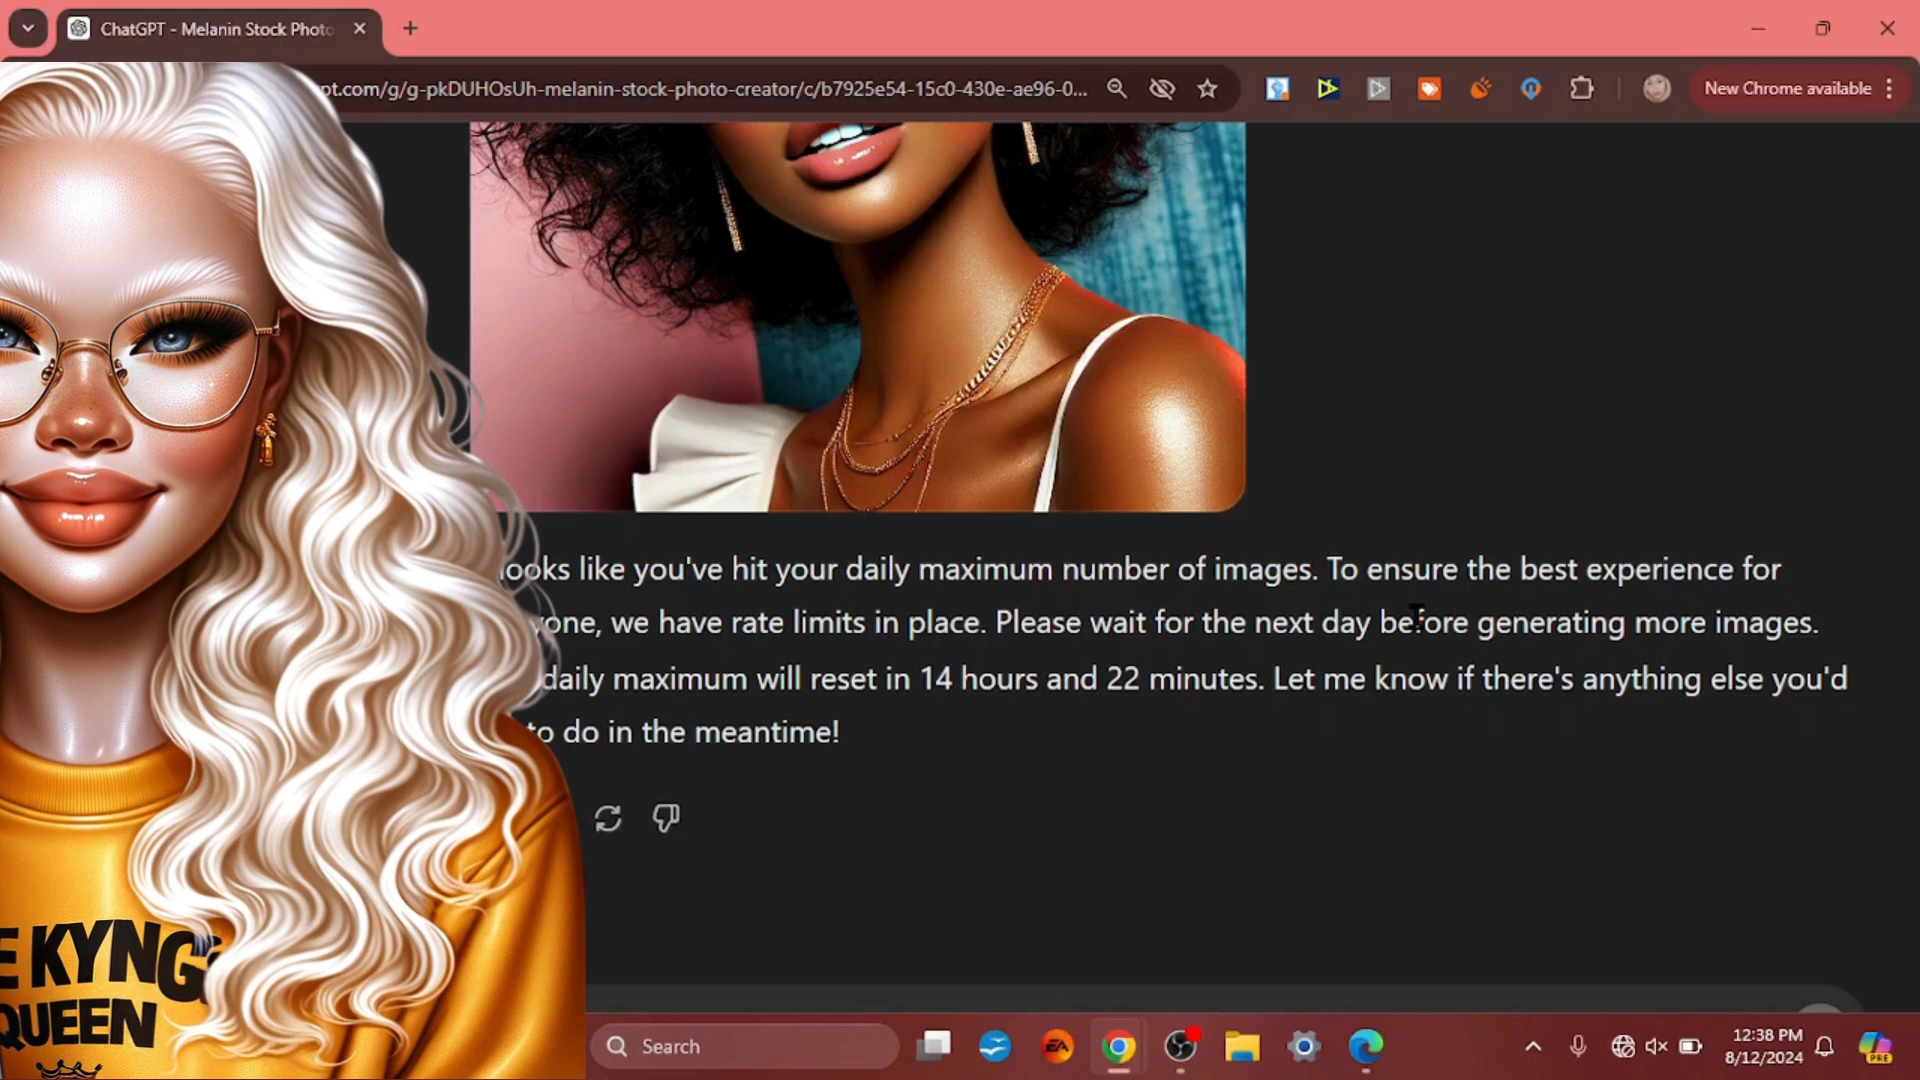 ChatGPT - Melanin Stock Photo
pt.com/g/g-pkDUHOsUh-melanin-stock-photo-creator/c/b7925e54-15c0-430e-ae96-0...
New Chrome available
looks like you've hit your daily maximum number of images. To ensure the best experience for
yone, we have rate limits in place. Please wait for the next day before generating more images.
daily maximum will reset in 14 hours and 22 minutes. Let me know if there's anything else you'd
to do in the meantime!
E KYNG
QUEEN
Search
EA
12:38 PM
8/12/2024
PRE